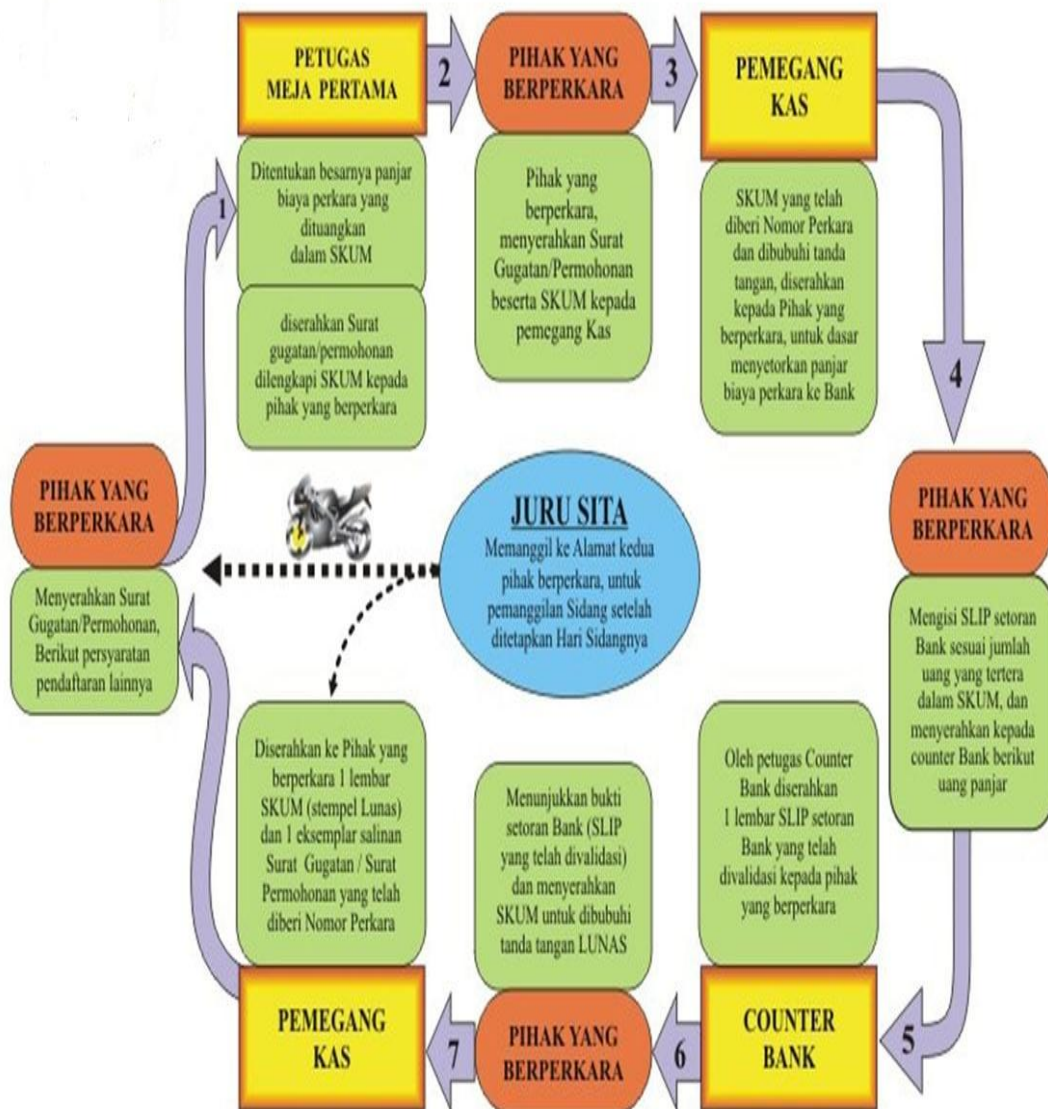 PIHAK YANG
BERPERKARA
Menyerahkan Surat
Gugatan/Permohonan,
Berikut persyaratan
pendaftaran lainnya
1
PETUGAS
MEJA PERTAMA
Ditentukan besarnya panjar
biaya perkara yang
dituangkan
dalam SKUM
diserahkan Surat
gugatan/permohonan
dilengkapi SKUM kepada
pihak yang berperkara
2
PIHAK YANG
BERPERKARA
Pihak yang
berperkara,
menyerahkan Surat
Gugatan/Permohonan
beserta SKUM kepada
pemegang Kas
3
PEMEGANG
KAS
SKUM yang telah
diberi Nomor Perkara
dan dibubuhi tanda
tangan, diserahkan
kepada Pihak yang
berperkara, untuk dasar
menyetorkan panjar
biaya perkara ke Bank
4
PIHAK YANG
BERPERKARA
Mengisi SLIP setoran
Bank sesuai jumlah
uang yang tertera
dalam SKUM, dan
menyerahkan kepada
counter Bank berikut
uang panjar
5
Oleh petugas Counter
Bank diserahkan
1 lembar SLIP setoran
Bank yang telah
divalidasi kepada pihak
yang berperkara
COUNTER
BANK
6
Menunjukkan bukti
setoran Bank (SLIP
yang telah divalidasi)
dan menyerahkan
SKUM untuk dibubuhi
tanda tangan LUNAS
PIHAK YANG
BERPERKARA
7
Diserahkan ke Pihak yang
berperkara 1 lembar
SKUM (stempel Lunas)
dan 1 eksemplar salinan
Surat Gugatan / Surat
Permohonan yang telah
diberi Nomor Perkara
PEMEGANG
KAS
JURU SITA
Memanggil ke Alamat kedua
pihak berperkara, untuk
pemanggilan Sidang setelah
ditetapkan Hari Sidangnya